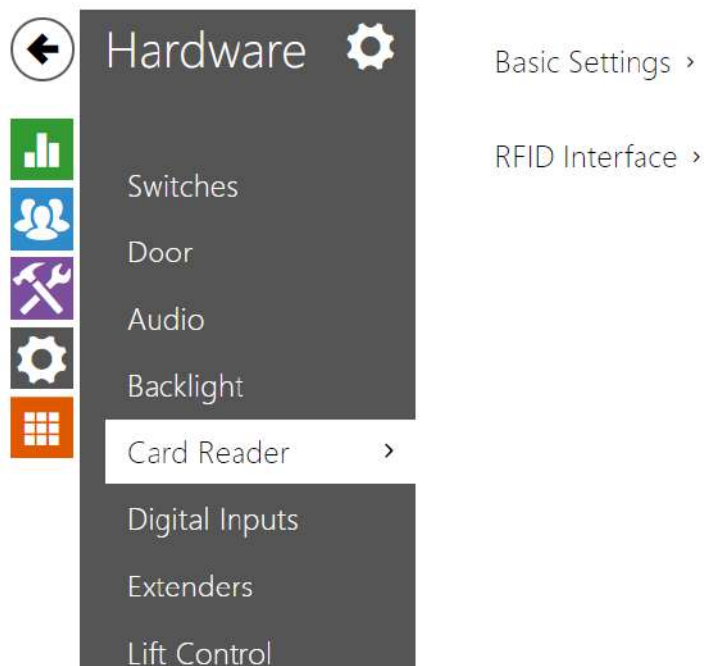 Hardware
Switches
Door
Audio
Backlight
Card Reader
Digital Inputs
Extenders
Lift Control
Basic Settings
RFID Interface